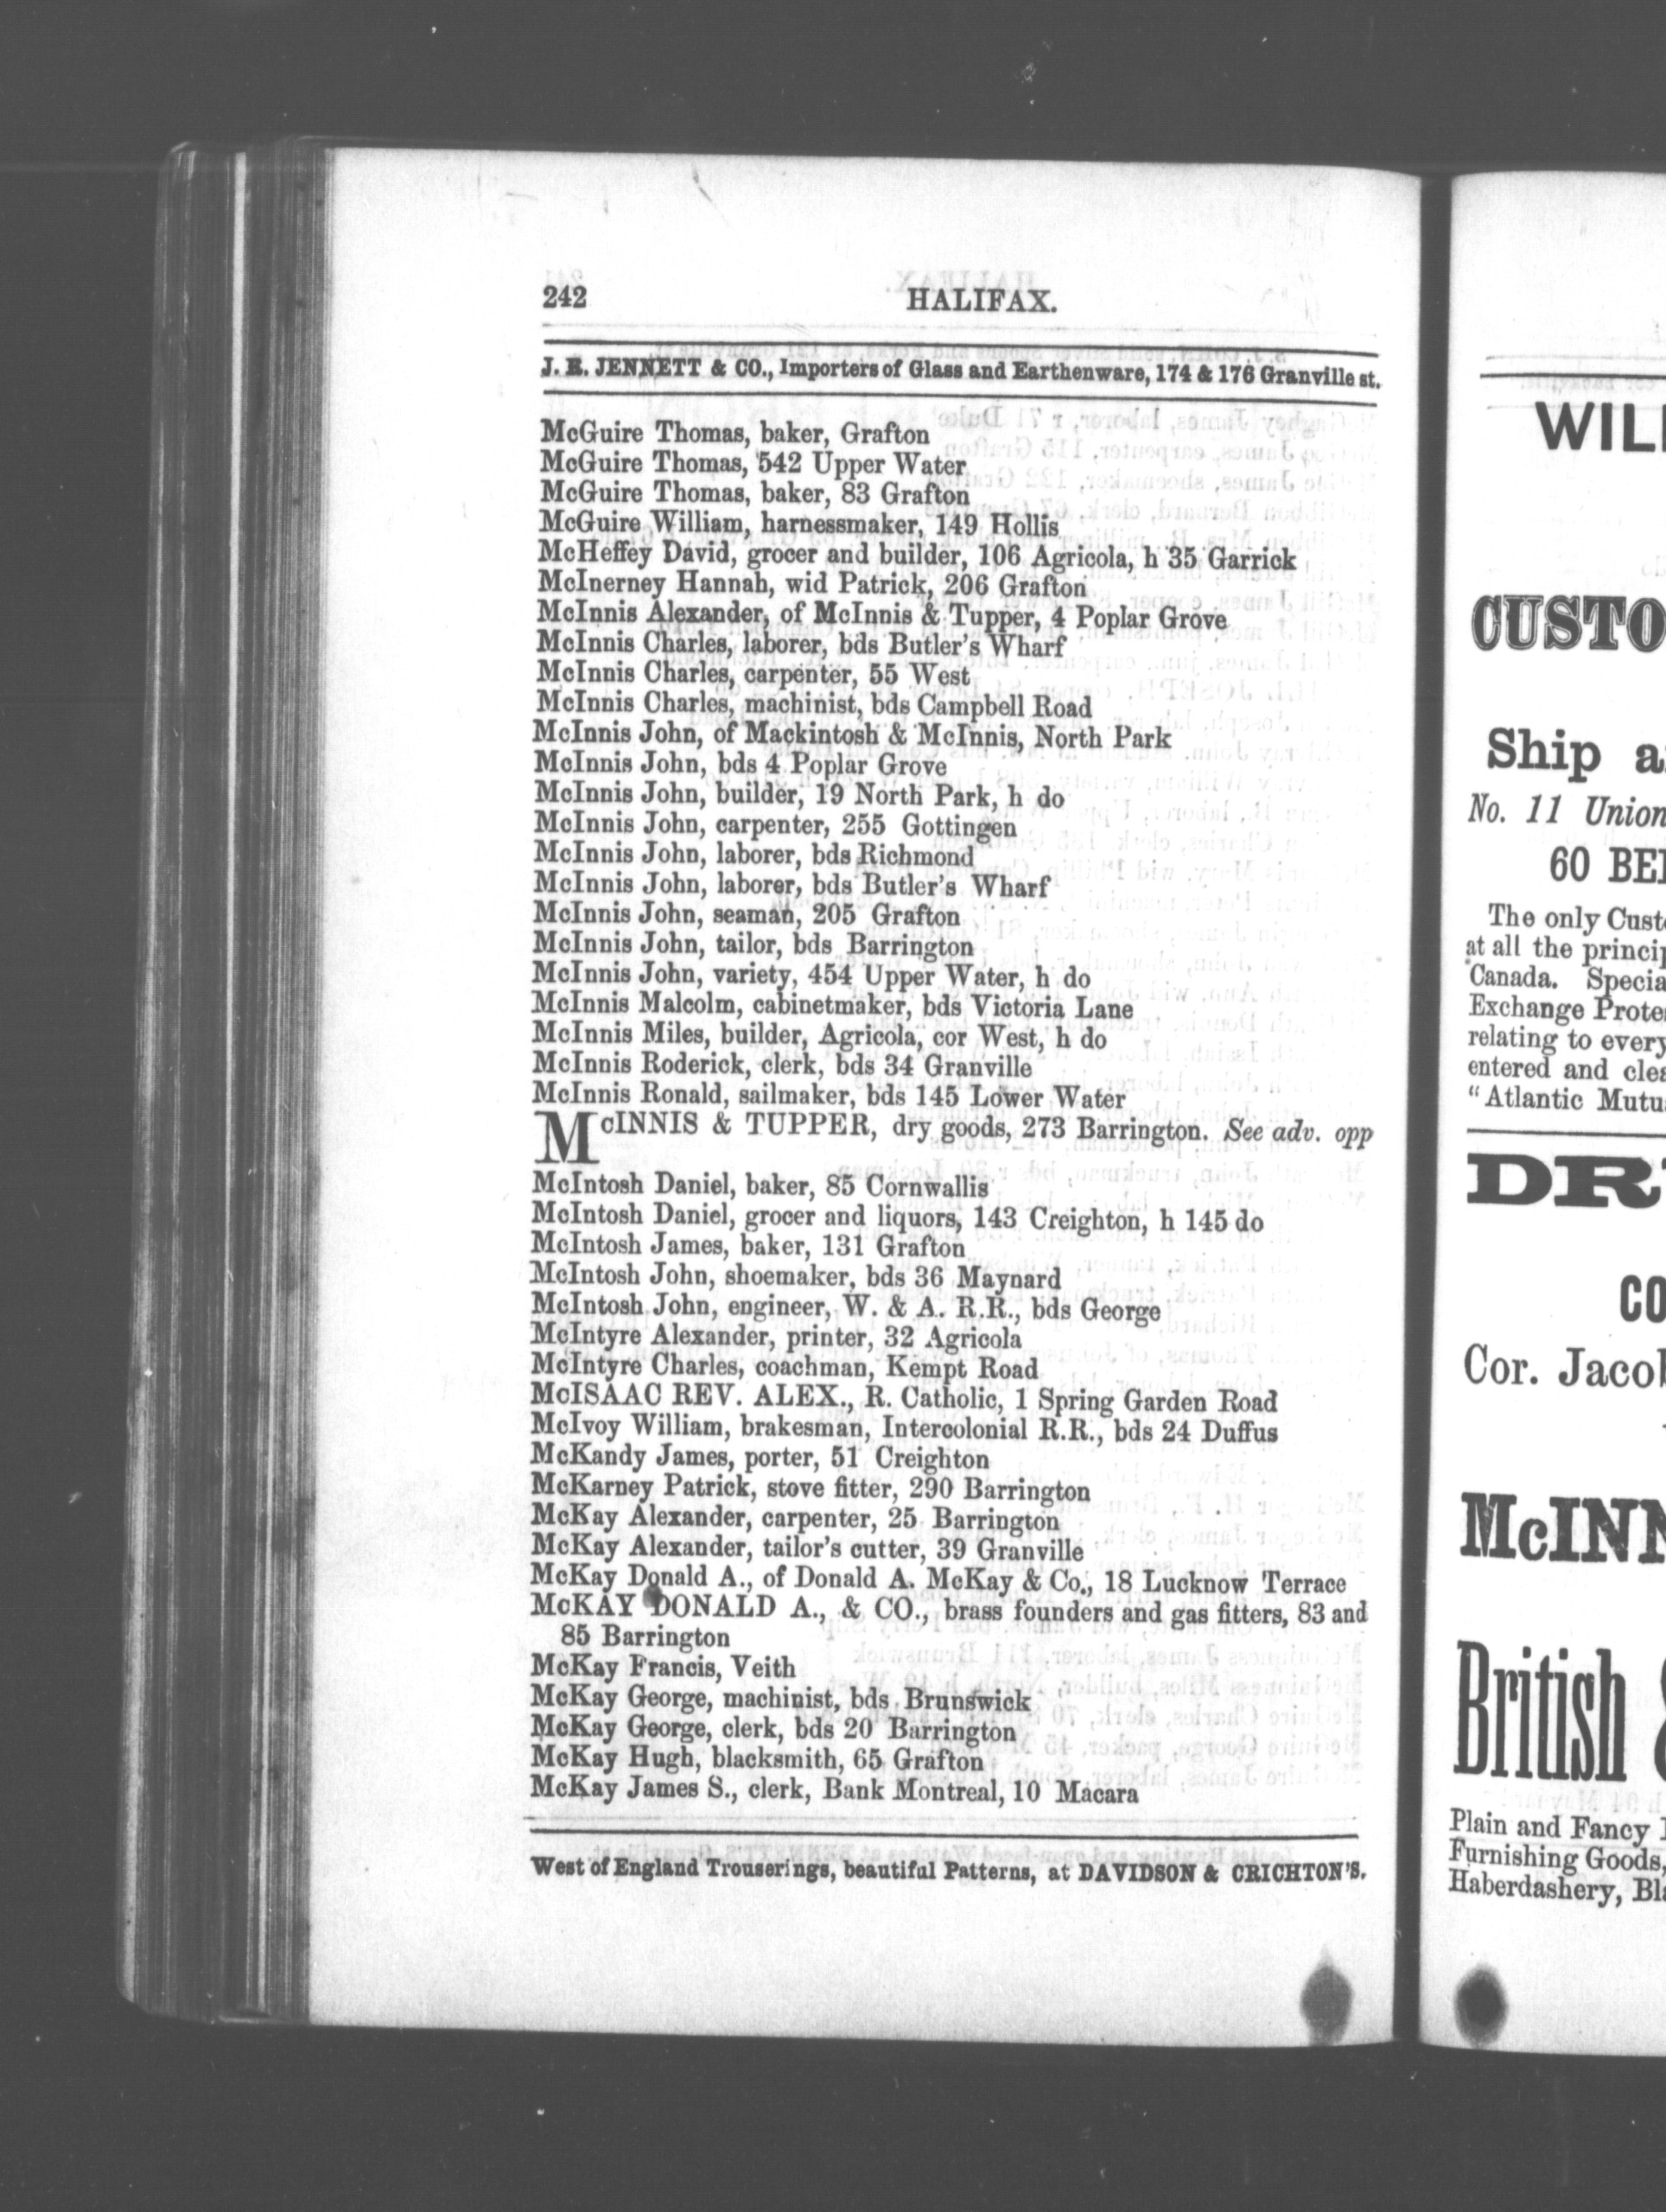 242
HALIFAX.
J. R. JENNETT & CO., Importers of Glass and Earthenware, 174 & 176 Granville st.
McGuire Thomas, baker, Grafton
McGuire Thomas, 542 Upper Water
McGuire Thomas, baker, 83 Grafton
McGuire William, harnessmaker, 149 Hollis
McHeffey David, grocer and builder, 106 Agricola, h 35 Garrick
McInerney Hannah, wid Patrick, 206 Grafton
McInnis Alexander, of McInnis & Tupper, 4 Poplar Grove
McInnis Charles, laborer, bds Butler's Wharf
McInnis Charles, carpenter, 55 West
McInnis Charles, machinist, bds Campbell Road
McInnis John, of Mackintosh & McInnis, North Park
McInnis John, bds 4 Poplar Grove
McInnis John, builder, 19 North Park, h do
McInnis John, carpenter, 255 Gottingen
McInnis John, laborer, bds Richmond
McInnis John, laborer, bds Butler's Wharf
McInnis John, seaman, 205 Grafton
McInnis John, tailor, bds Barrington
McInnis John, variety, 454 Upper Water, h do
McInnis Malcolm, cabinetmaker, bds Victoria Lane
McInnis Miles, builder, Agricola, cor West, h do
McInnis Roderick, clerk, bds 34 Granville
McInnis Ronald, sailmaker, bds 145 Lower Water
McINNIS & TUPPER, dry goods, 273 Barrington. See adv. opp
McIntosh Daniel, baker, 85 Cornwallis
McIntosh Daniel, grocer and liquors, 143 Creighton, h 145 do
McIntosh James, baker, 131 Grafton
McIntosh John, shoemaker, bds 36 Maynard
McIntosh John, engineer, W. & A. R.R., bds George
McIntyre Alexander, printer, 32 Agricola
McIntyre Charles, coachman, Kempt Road
McISAAC REV. ALEX., R. Catholic, 1 Spring Garden Road
McIvoy William, brakesman, Intercolonial R.R., bds 24 Duffus
McKandy James, porter, 51 Creighton
McKarney Patrick, stove fitter, 290 Barrington
McKay Alexander, carpenter, 25 Barrington
McKay Alexander, tailor's cutter, 39 Granville
McKay Donald A., of Donald A. McKay & Co., 18 Lucknow Terrace
McKAY DONALD A., & CO., brass founders and gas fitters, 83 and
85 Barrington
McKay Francis, Veith
McKay George, machinist, bds Brunswick
McKay George, clerk, bds 20 Barrington
McKay Hugh, blacksmith, 65 Grafton
McKay James S., clerk, Bank Montreal, 10 Macara
West of England Trouserings, beautiful Patterns, at DAVIDSON & CRICHTON'S.
WIL
CUSTO
Ship a
No. 11 Union
60 BE
The only Cust
at all the princip
Canada. Specia
Exchange Prote
relating to every
entered and clea
"Atlantic Mutu
DR
CO
Cor. Jacob
McINN
British &
Plain and Fancy
Furnishing Goods,
Haberdashery, Bla